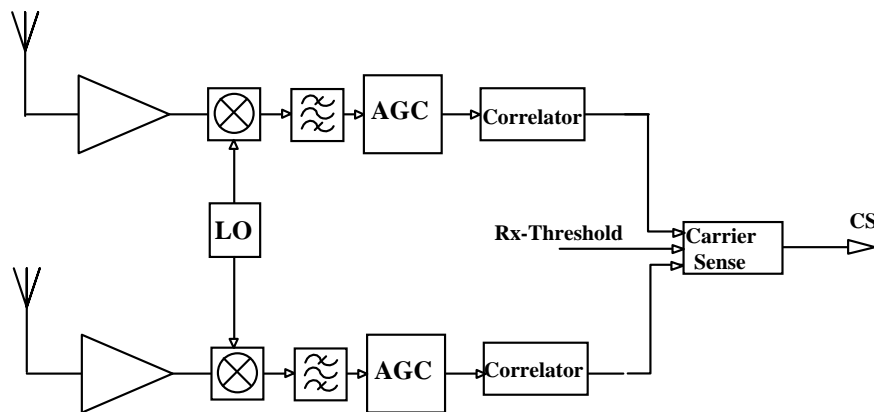 AGC
Correlator
LO
Rx-Threshold
Carrier
Sense
CS
AGC
Correlator